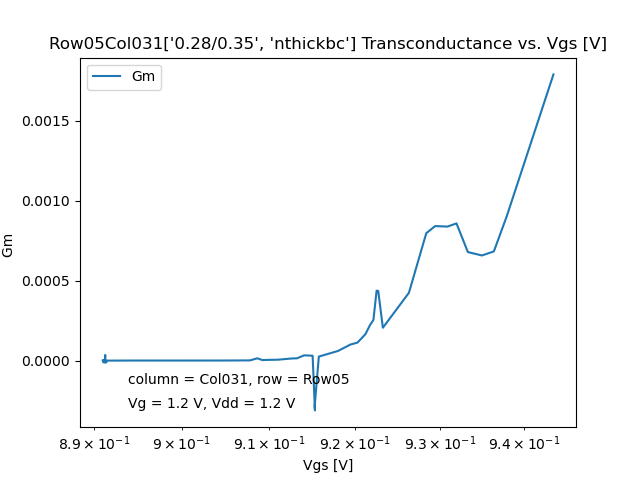 Row05Col031['0.28/0.35', 'nthickbc'] Transconductance vs. Vgs [V]
Gm
0.0015
0.0010
0.0005
0.0000
Gm
column = Col031, row = Row05
Vg = 1.2 V, Vdd = 1.2 V
8.9 × 10⁻¹ 9 × 10⁻¹ 9.1 × 10⁻¹ 9.2 × 10⁻¹ 9.3 × 10⁻¹ 9.4 × 10⁻¹
Vgs [V]